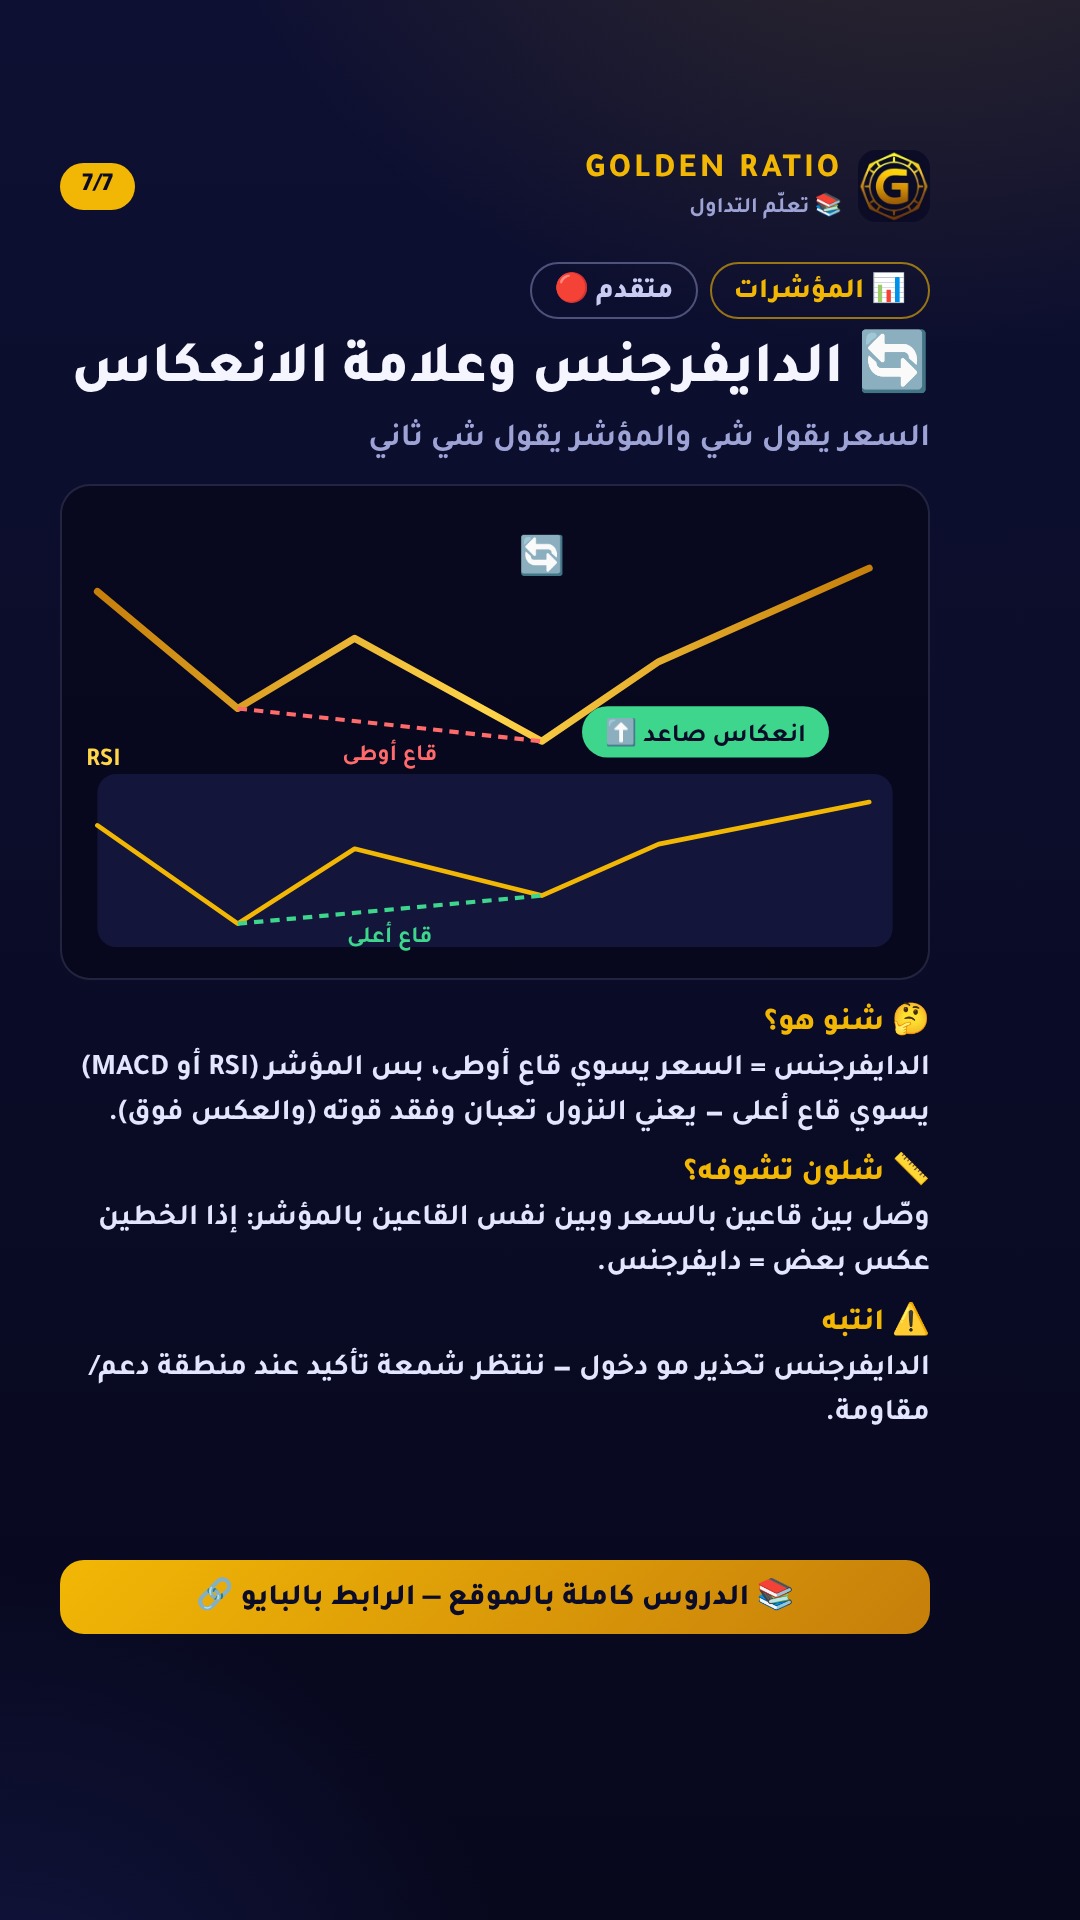 GOLDEN RATIO
📚 تعلّم التداول
7/7
📊 المؤشرات
متقدم 🔴
🔄 الدايفرجنس وعلامة الانعكاس
السعر يقول شي والمؤشر يقول شي ثاني
انعكاس صاعد ⬆️
قاع أوطى
RSI
قاع أعلى
🤔 شنو هو؟
الدايفرجنس = السعر يسوي قاع أوطى، بس المؤشر (RSI أو MACD)
يسوي قاع أعلى – يعني النزول تعبان وفقد قوته (والعكس فوق).
📏 شلون تشوفه؟
وصّل بين قاعين بالسعر وبين نفس القاعين بالمؤشر: إذا الخطين
عكس بعض = دايفرجنس.
⚠️ انتبه
الدايفرجنس تحذير مو دخول – ننتظر شمعة تأكيد عند منطقة دعم/
مقاومة.
📚 الدروس كاملة بالموقع – الرابط بالبايو 🔗